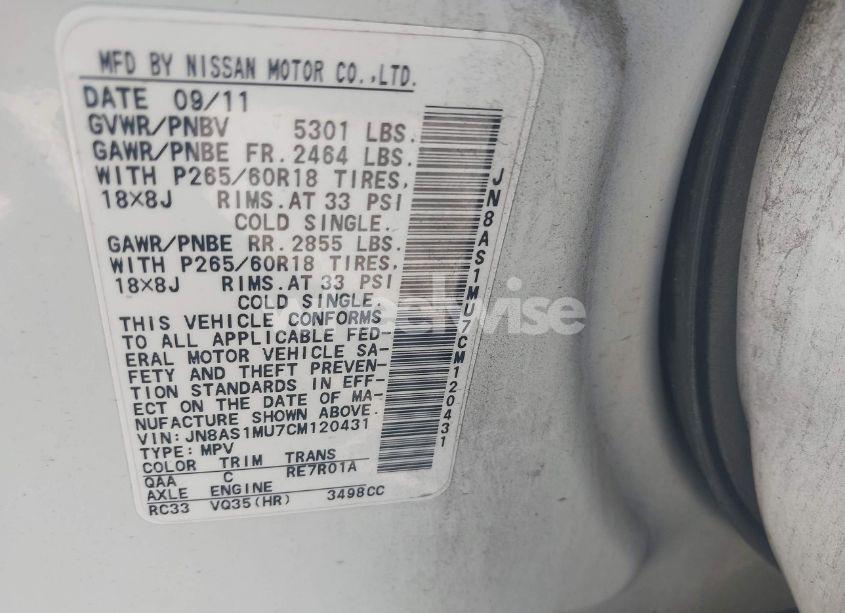 MFD BY NISSAN MOTOR CO.,LTD.
DATE 09/11
GVWR/PNBV 5301 LBS.
GAWR/PNBE FR. 2464 LBS.
WITH P265/60R18 TIRES,
18×8J RIMS. AT 33 PSI
COLD SINGLE.
GAWR/PNBE RR. 2855 LBS.
WITH P265/60R18 TIRES,
18×8J RIMS. AT 33 PSI
COLD SINGLE.
THIS VEHICLE CONFORMS
TO ALL APPLICABLE FED-
ERAL MOTOR VEHICLE SA-
FETY AND THEFT PREVEN-
TION STANDARDS IN EFF-
ECT ON THE DATE OF MA-
NUFACTURE SHOWN ABOVE.
VIN: JN8AS1MU7CM120431
TYPE: MPV
COLOR TRIM TRANS
QAA C RE7R01A
AXLE ENGINE
RC33 VQ35(HR) 3498CC
JN8AS1MU7CM120431